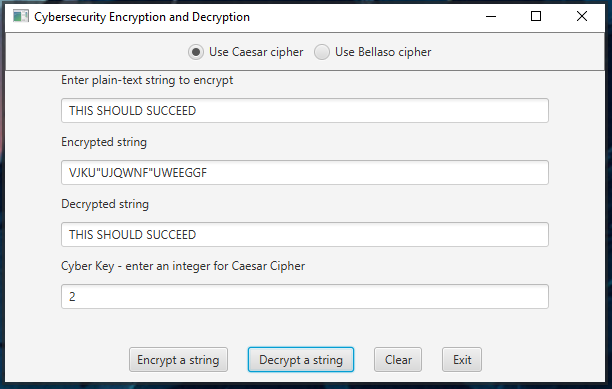 Cybersecurity Encryption and Decryption
Use Caesar cipher Use Bellaso cipher
Enter plain-text string to encrypt
THIS SHOULD SUCCEED
Encrypted string
VJKU"UJQWNF"UWEEGGF
Decrypted string
THIS SHOULD SUCCEED
Cyber Key - enter an integer for Caesar Cipher
2
Encrypt a string Decrypt a string Clear Exit